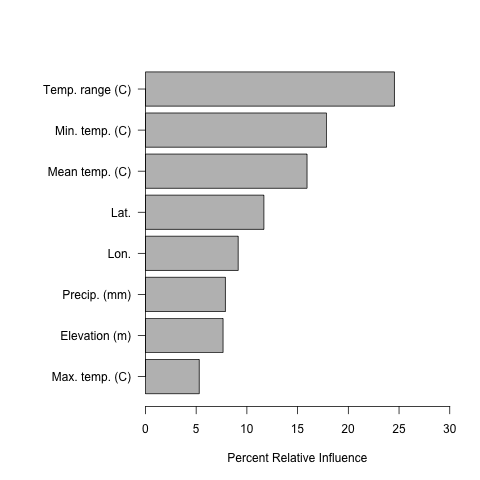 Temp. range (C)
Min. temp. (C)
Mean temp. (C)
Lat.
Lon.
Precip. (mm)
Elevation (m)
Max. temp. (C)
0 5 10 15 20 25 30
Percent Relative Influence